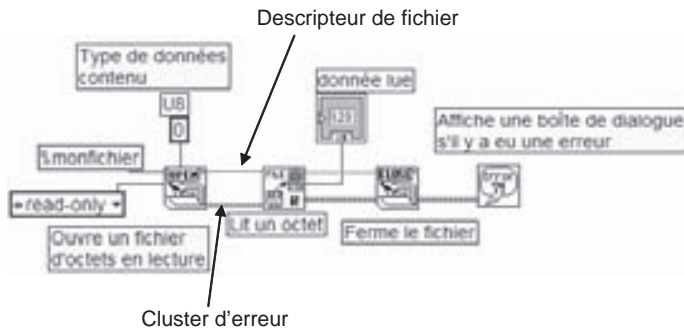 Descripteur de fichier
Type de données
contenu
U8
0
donnée lue
123
Affiche une boîte de dialogue
s'il y a eu une erreur
monfichier
read-only
Ouvre un fichier
d'octets en lecture
Lit un octet
Ferme le fichier
Cluster d'erreur